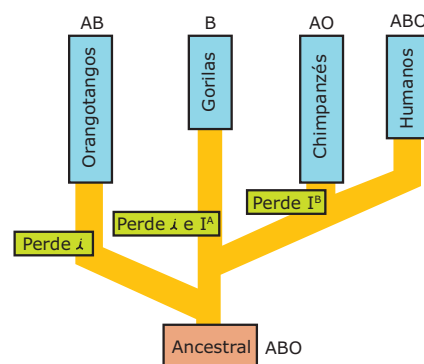 AB
B
AO
ABO
Orangotangos
Gorilas
Chimpanzés
Humanos
Perde i
Perde i e Iᴬ
Perde Iᴮ
Ancestral
ABO